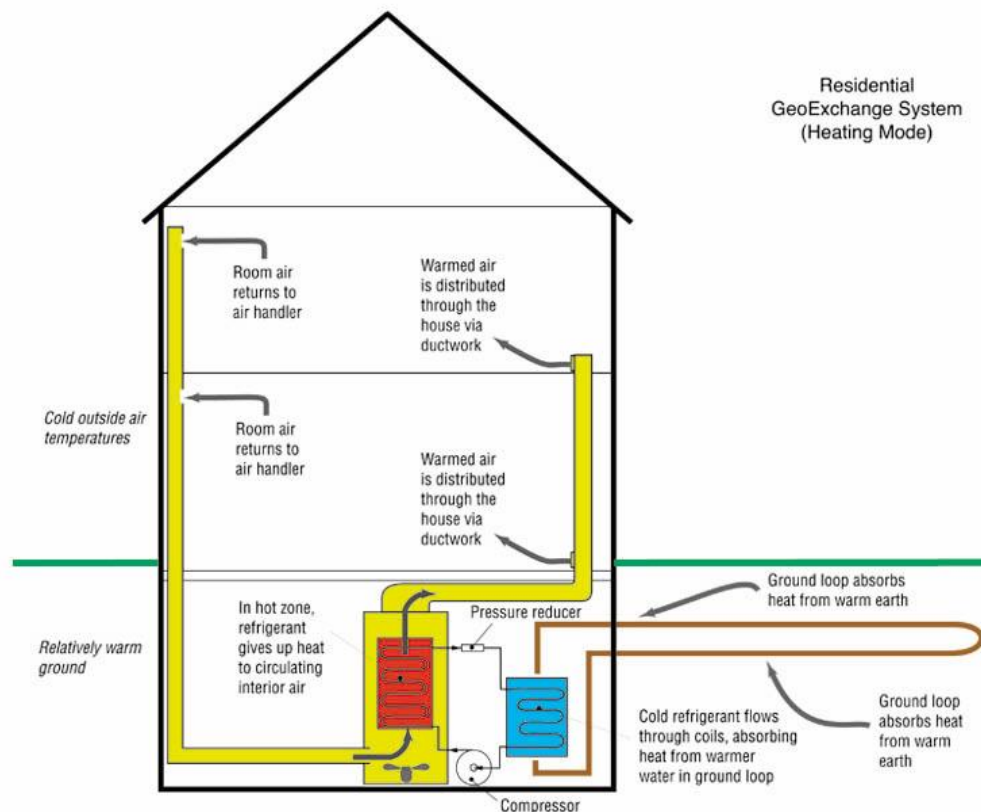 Residential
GeoExchange System
(Heating Mode)
Room air
returns to
air handler
Warmed air
is distributed
through the
house via
ductwork
Cold outside air
temperatures
Room air
returns to
air handler
Warmed air
is distributed
through the
house via
ductwork
Relatively warm
ground
In hot zone,
refrigerant
gives up heat
to circulating
interior air
Pressure reducer
Ground loop absorbs
heat from warm earth
Cold refrigerant flows
through coils, absorbing
heat from warmer
water in ground loop
Ground loop
absorbs heat
from warm
earth
Compressor